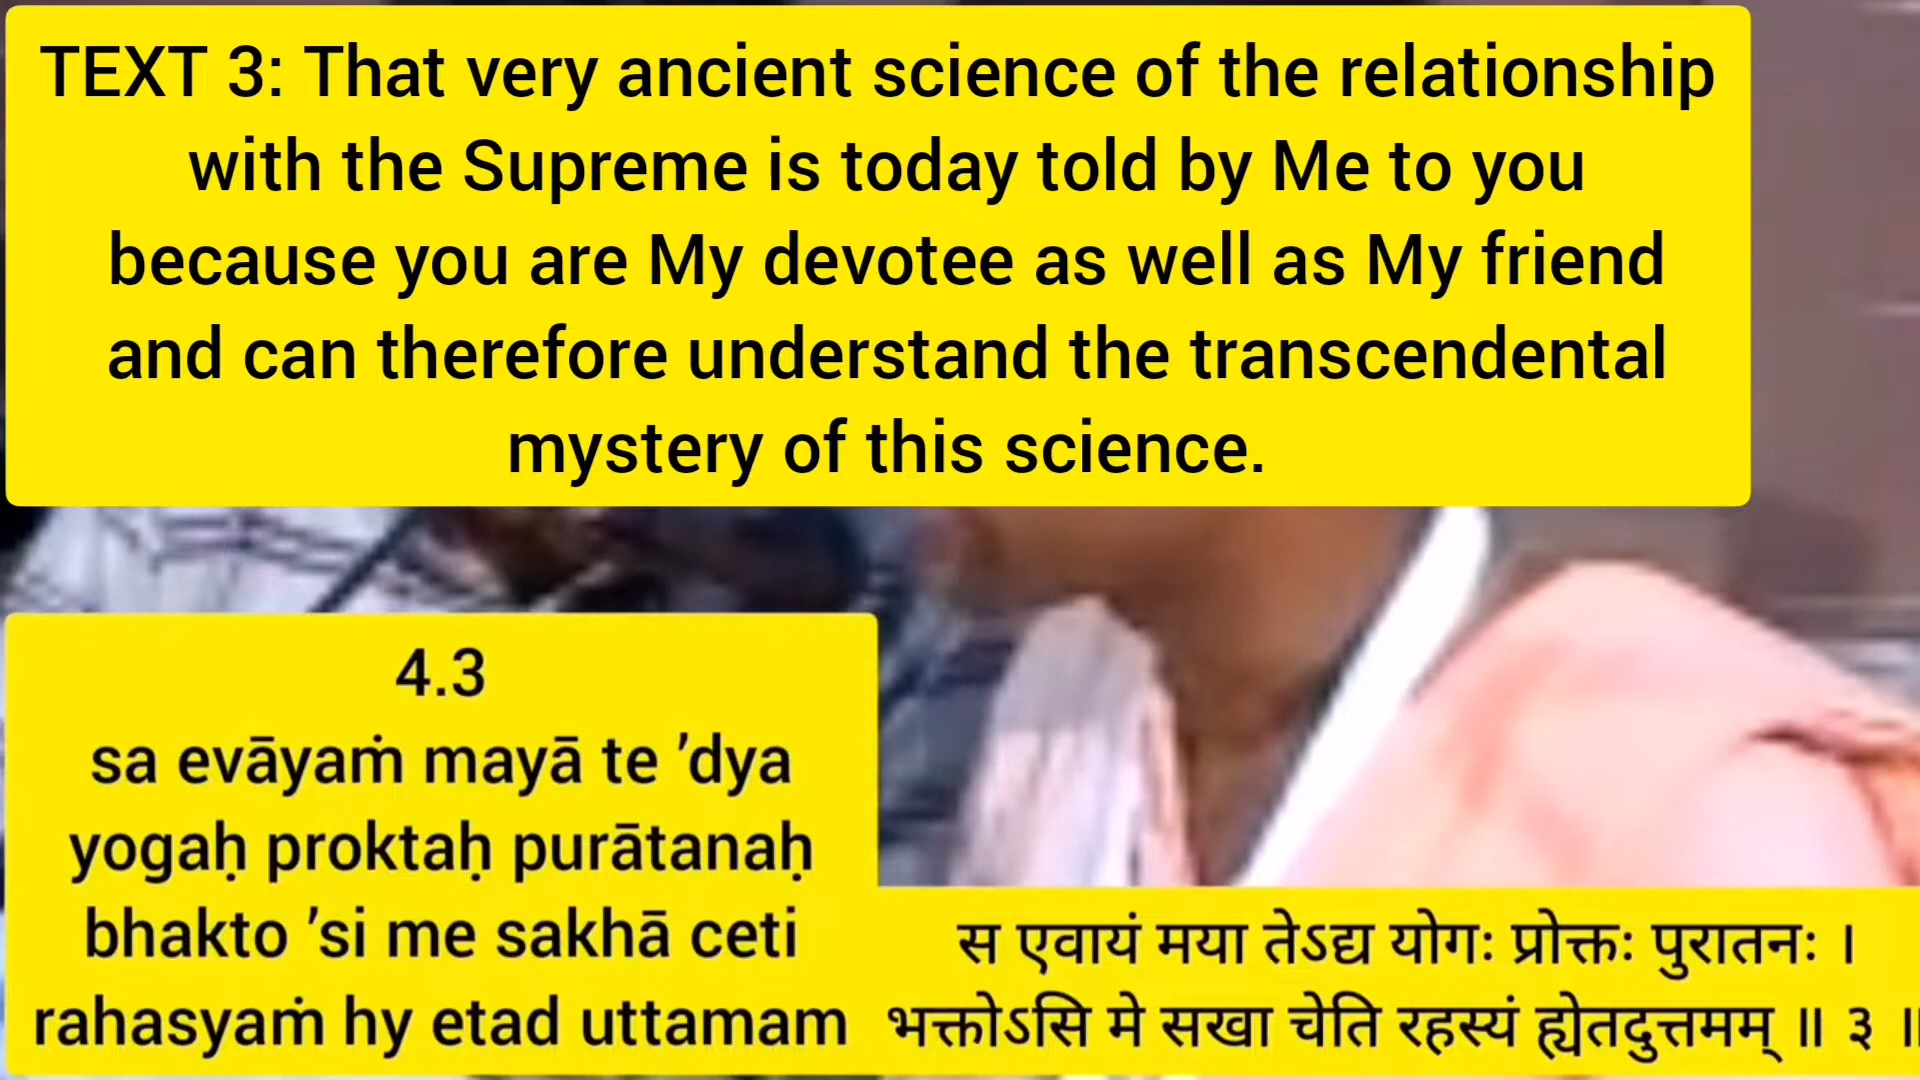 TEXT 3: That very ancient science of the relationship
with the Supreme is today told by Me to you
because you are My devotee as well as My friend
and can therefore understand the transcendental
mystery of this science.
4.3
sa evāyaṁ mayā te ’dya
yogaḥ proktaḥ purātanaḥ
bhakto ’si me sakhā ceti
rahasyaṁ hy etad uttamam
स एवायं मया तेऽद्य योगः प्रोक्तः पुरातनः ।
भक्तोऽसि मे सखा चेति रहस्यं ह्येतदुत्तमम् ॥ ३ ॥